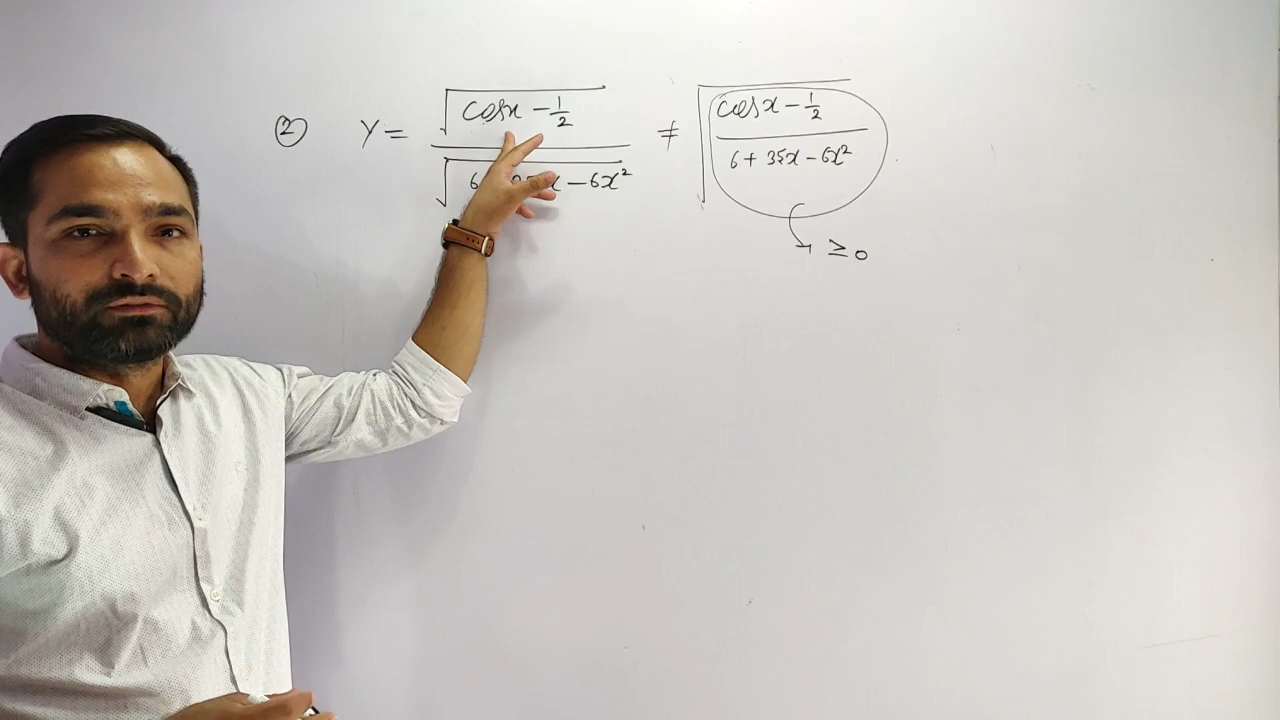 ② y = √(cos x − 1/2) / √(6 + 35x − 6x²) ≠ √((cos x − 1/2) / (6 + 35x − 6x²))
≥ 0